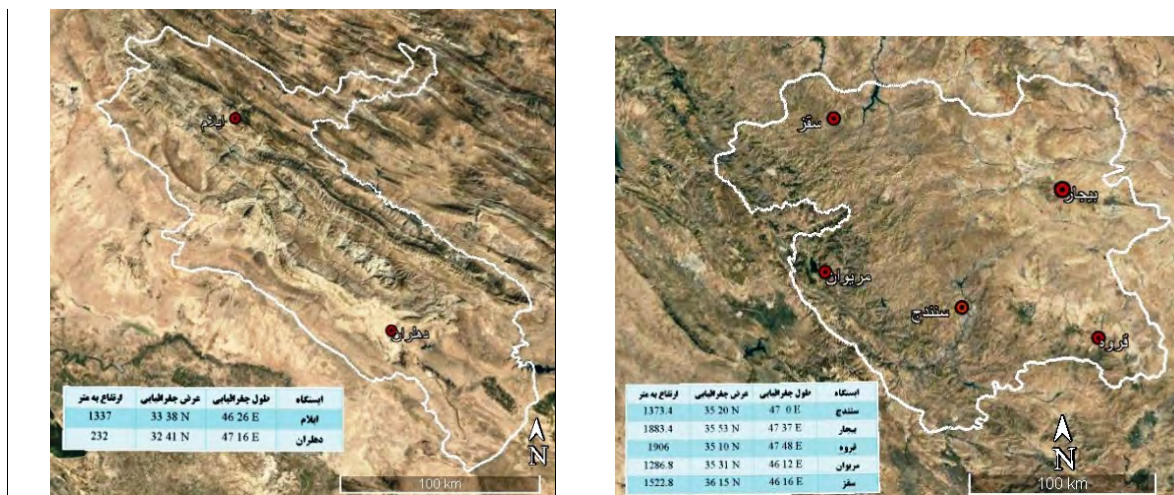 ایلام
دهلران
ایستگاه طول جغرافیایی عرض جغرافیایی ارتفاع به متر
ایلام 46 26 E 33 38 N 1337
دهلران 47 16 E 32 41 N 232
N
100 km
سقز
بیجار
مریوان
سنندج
قروه
ایستگاه طول جغرافیایی عرض جغرافیایی ارتفاع به متر
سنندج 47 0 E 35 20 N 1373.4
بیجار 47 37 E 35 53 N 1883.4
قروه 47 48 E 35 10 N 1906
مریوان 46 12 E 35 31 N 1286.8
سقز 46 16 E 36 15 N 1522.8
N
100 km